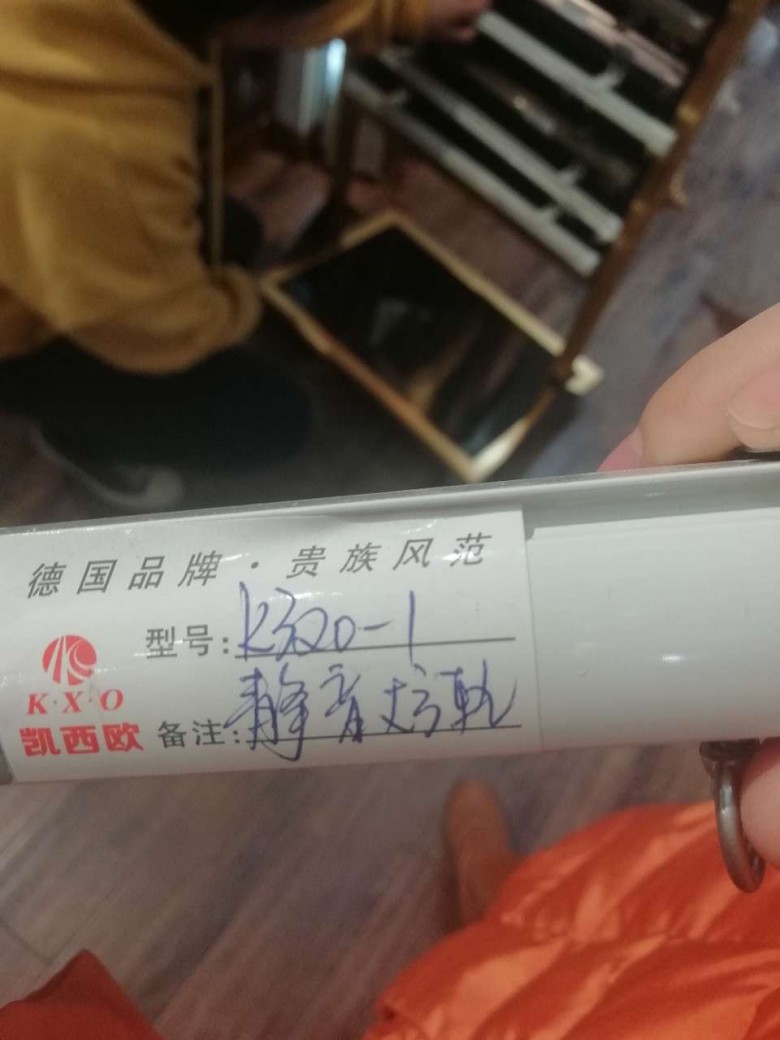 德国品牌·贵族风范
型号:K320-1
K·X·O
凯西欧
备注:静音方轨